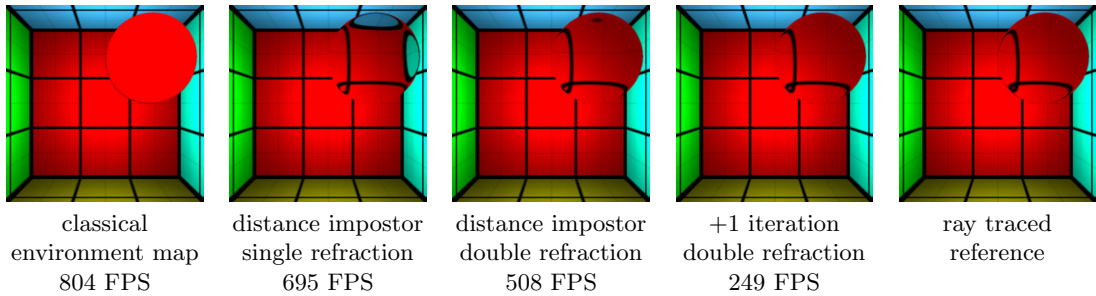 classical
environment map
804 FPS
distance impostor
single refraction
695 FPS
distance impostor
double refraction
508 FPS
+1 iteration
double refraction
249 FPS
ray traced
reference